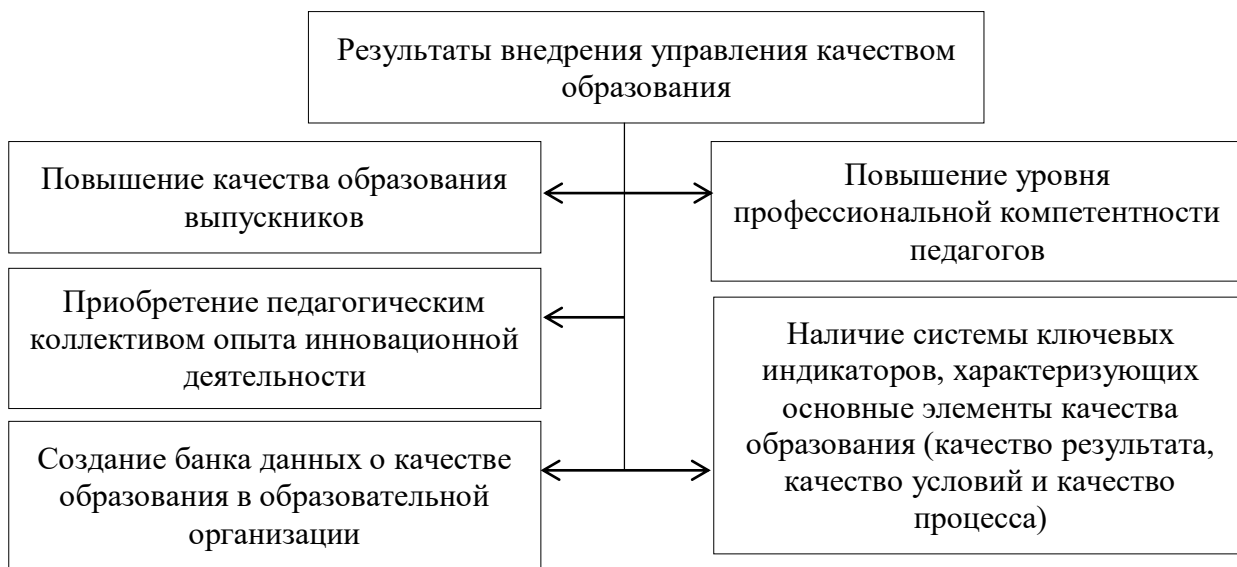 Результаты внедрения управления качеством
образования
Повышение качества образования
выпускников
Повышение уровня
профессиональной компетентности
педагогов
Приобретение педагогическим
коллективом опыта инновационной
деятельности
Наличие системы ключевых
индикаторов, характеризующих
основные элементы качества
образования (качество результата,
качество условий и качество
процесса)
Создание банка данных о качестве
образования в образовательной
организации